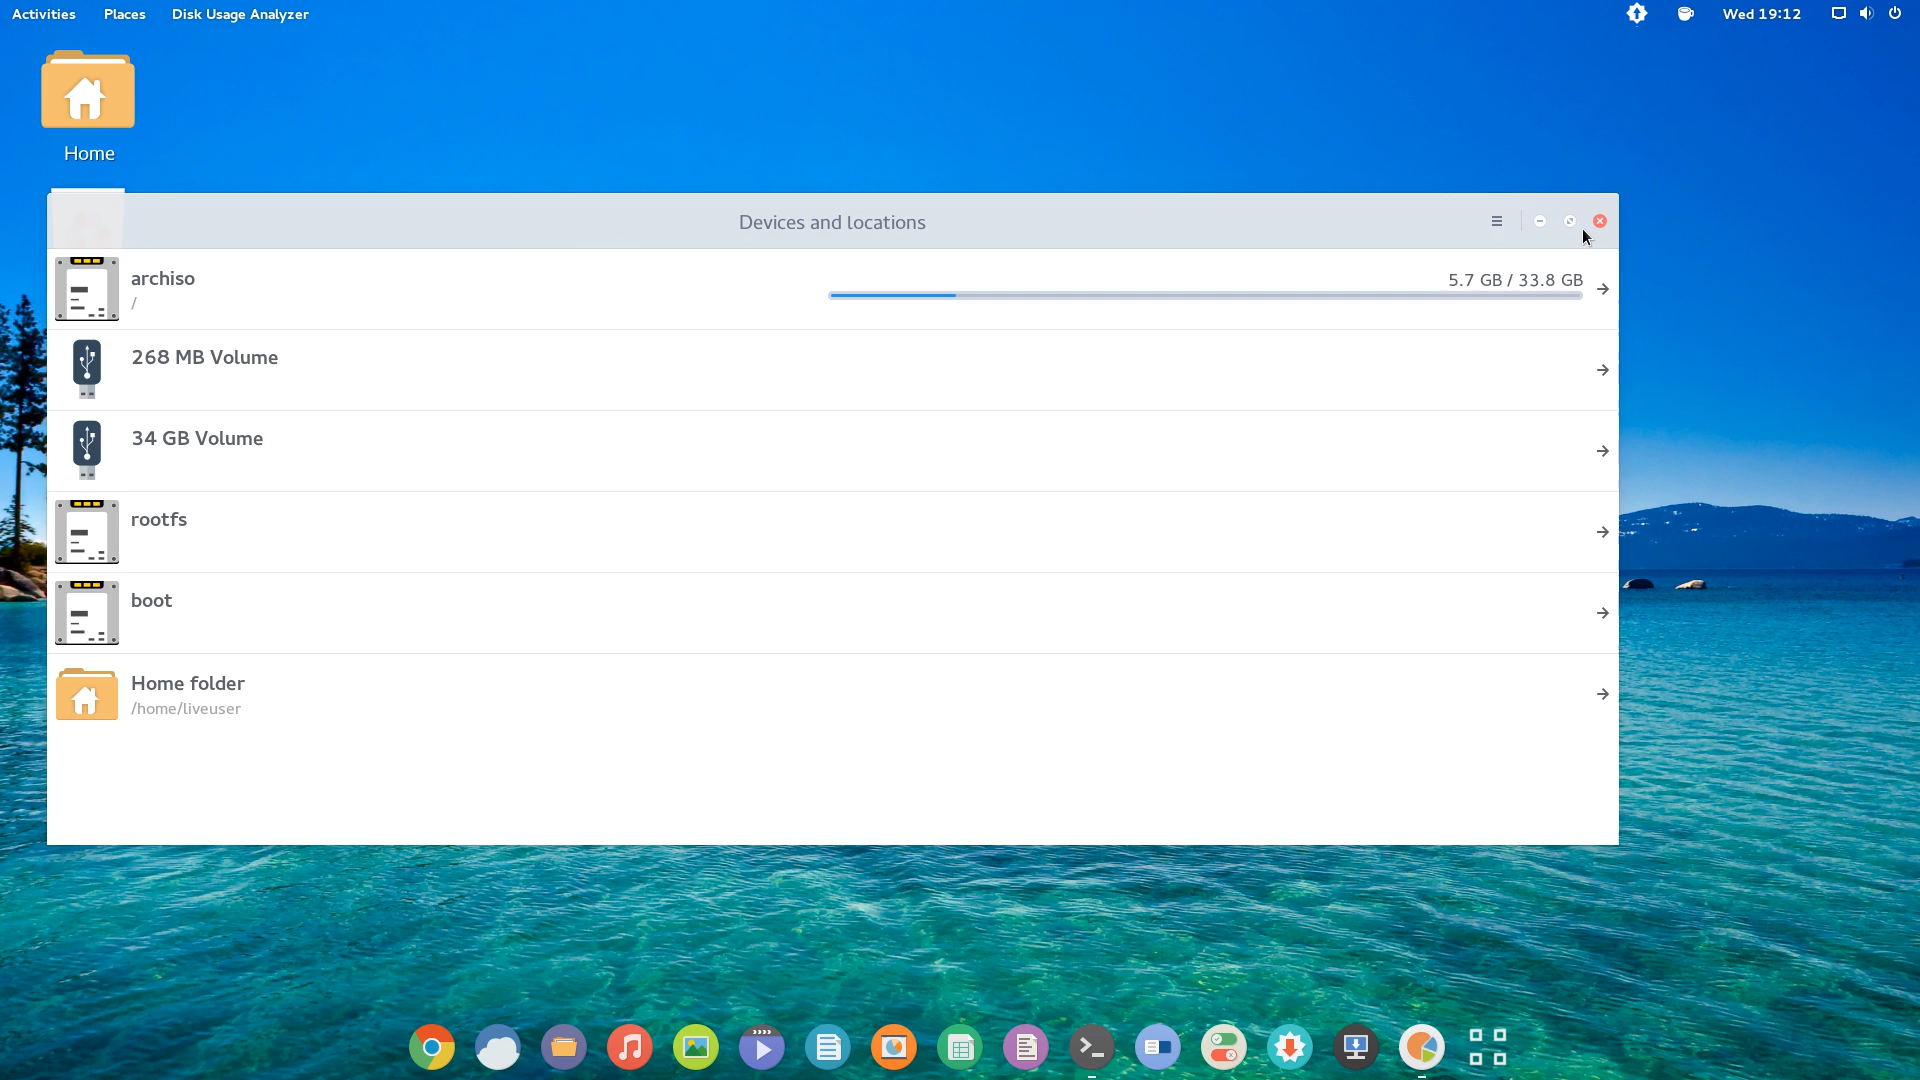 Activities Places Disk Usage Analyzer Wed 19:12
Home
Devices and locations
archiso 5.7 GB / 33.8 GB
/
268 MB Volume
34 GB Volume
rootfs
boot
Home folder
/home/liveuser